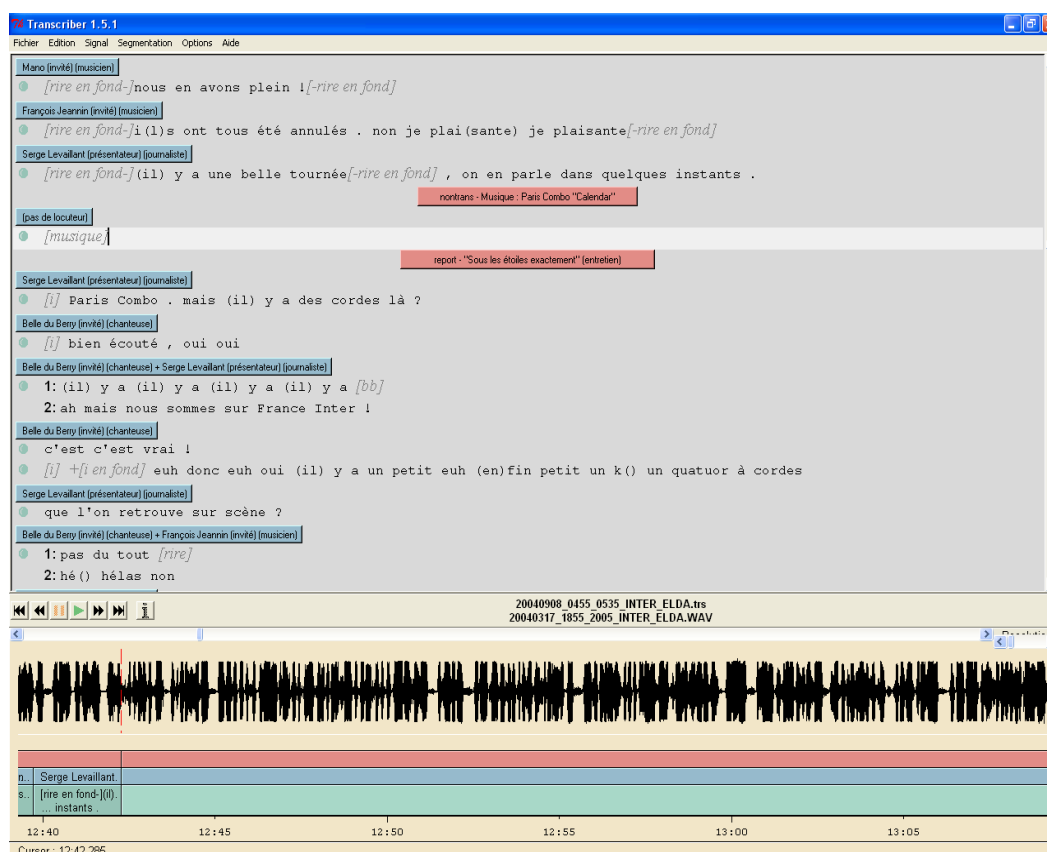 Transcriber 1.5.1
Fichier Edition Signal Segmentation Options Aide
Mano (invité) (musicien)
[rire en fond-]nous en avons plein ![-rire en fond]
François Jeannin (invité) (musicien)
[rire en fond-]i(l)s ont tous été annulés . non je plai(sante) je plaisante[-rire en fond]
Serge Levaillant (présentateur) (journaliste)
[rire en fond-](il) y a une belle tournée[-rire en fond] , on en parle dans quelques instants .
nontrans - Musique : Paris Combo "Calendar"
(pas de locuteur)
[musique]
report - "Sous les étoiles exactement" (entretien)
Serge Levaillant (présentateur) (journaliste)
[i] Paris Combo . mais (il) y a des cordes là ?
Belle du Berry (invité) (chanteuse)
[i] bien écouté , oui oui
Belle du Berry (invité) (chanteuse) + Serge Levaillant (présentateur) (journaliste)
1: (il) y a (il) y a (il) y a (il) y a [bb]
2: ah mais nous sommes sur France Inter !
Belle du Berry (invité) (chanteuse)
c'est c'est vrai !
[i] +[i en fond] euh donc euh oui (il) y a un petit euh (en)fin petit un k() un quatuor à cordes
Serge Levaillant (présentateur) (journaliste)
que l'on retrouve sur scène ?
Belle du Berry (invité) (chanteuse) + François Jeannin (invité) (musicien)
1: pas du tout [rire]
2: hé() hélas non
20040908_0455_0535_INTER_ELDA.trs
20040317_1855_2005_INTER_ELDA.WAV
n.. Serge Levaillant.
s.. [rire en fond-](il).
... instants .
12:40 12:45 12:50 12:55 13:00 13:05
Cursor : 12:42.285